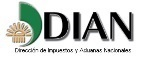 DIAN
Dirección de Impuestos y Aduanas Nacionales